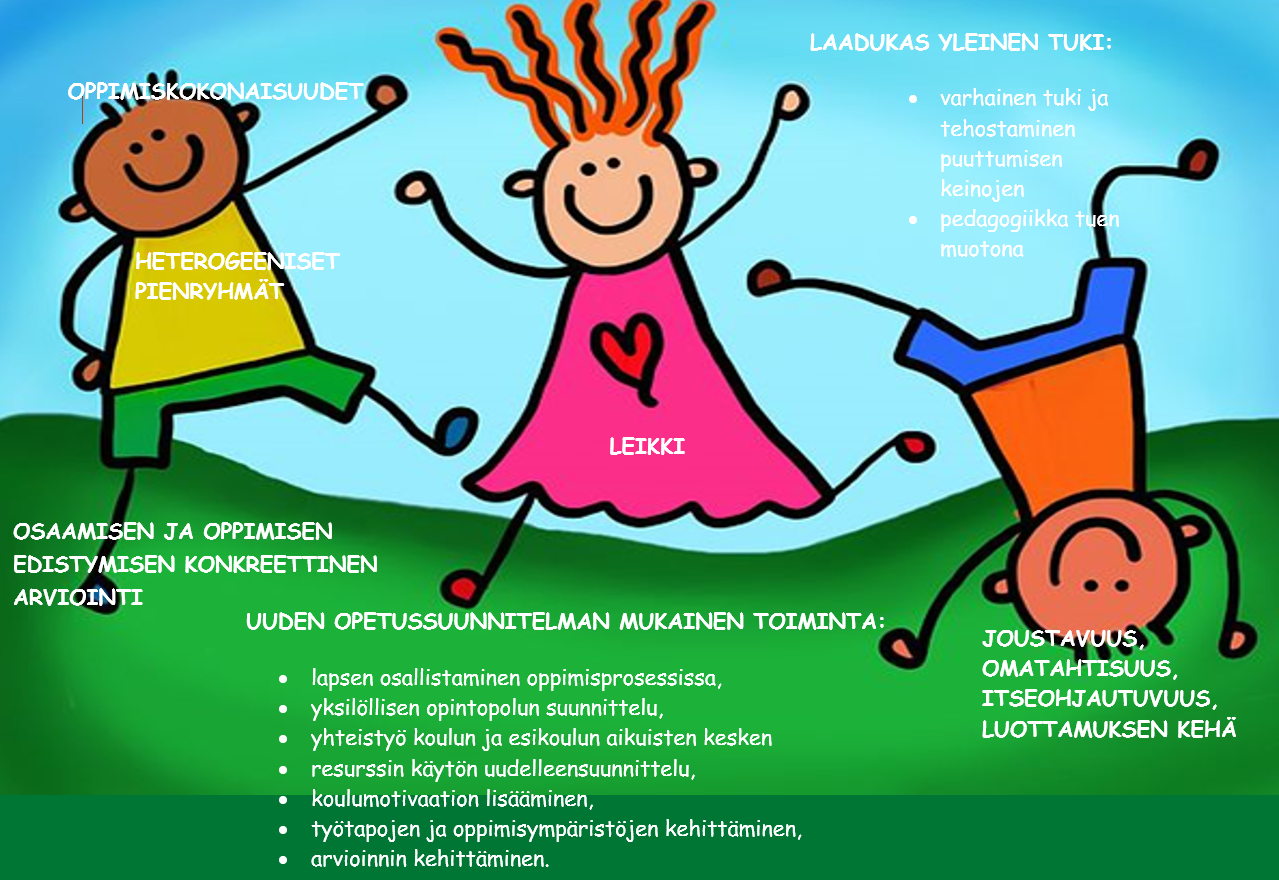 OPPIMISKOKONAISUUDET
HETEROGEENISET
PIENRYHMÄT
LAADUKAS YLEINEN TUKI:
• varhainen tuki ja
tehostaminen
puuttumisen
keinojen
• pedagogiikka tuen
muotona
LEIKKI
OSAAMISEN JA OPPIMISEN
EDISTYMISEN KONKREETTINEN
ARVIOINTI
UUDEN OPETUSSUUNNITELMAN MUKAINEN TOIMINTA:
• lapsen osallistaminen oppimisprosessissa,
• yksilöllisen opintopolun suunnittelu,
• yhteistyö koulun ja esikoulun aikuisten kesken
• resurssin käytön uudelleensuunnittelu,
• koulumotivaation lisääminen,
• työtapojen ja oppimisympäristöjen kehittäminen,
• arvioinnin kehittäminen.
JOUSTAVUUS,
OMATAHTISUUS,
ITSEOHJAUTUVUUS,
LUOTTAMUKSEN KEHÄ